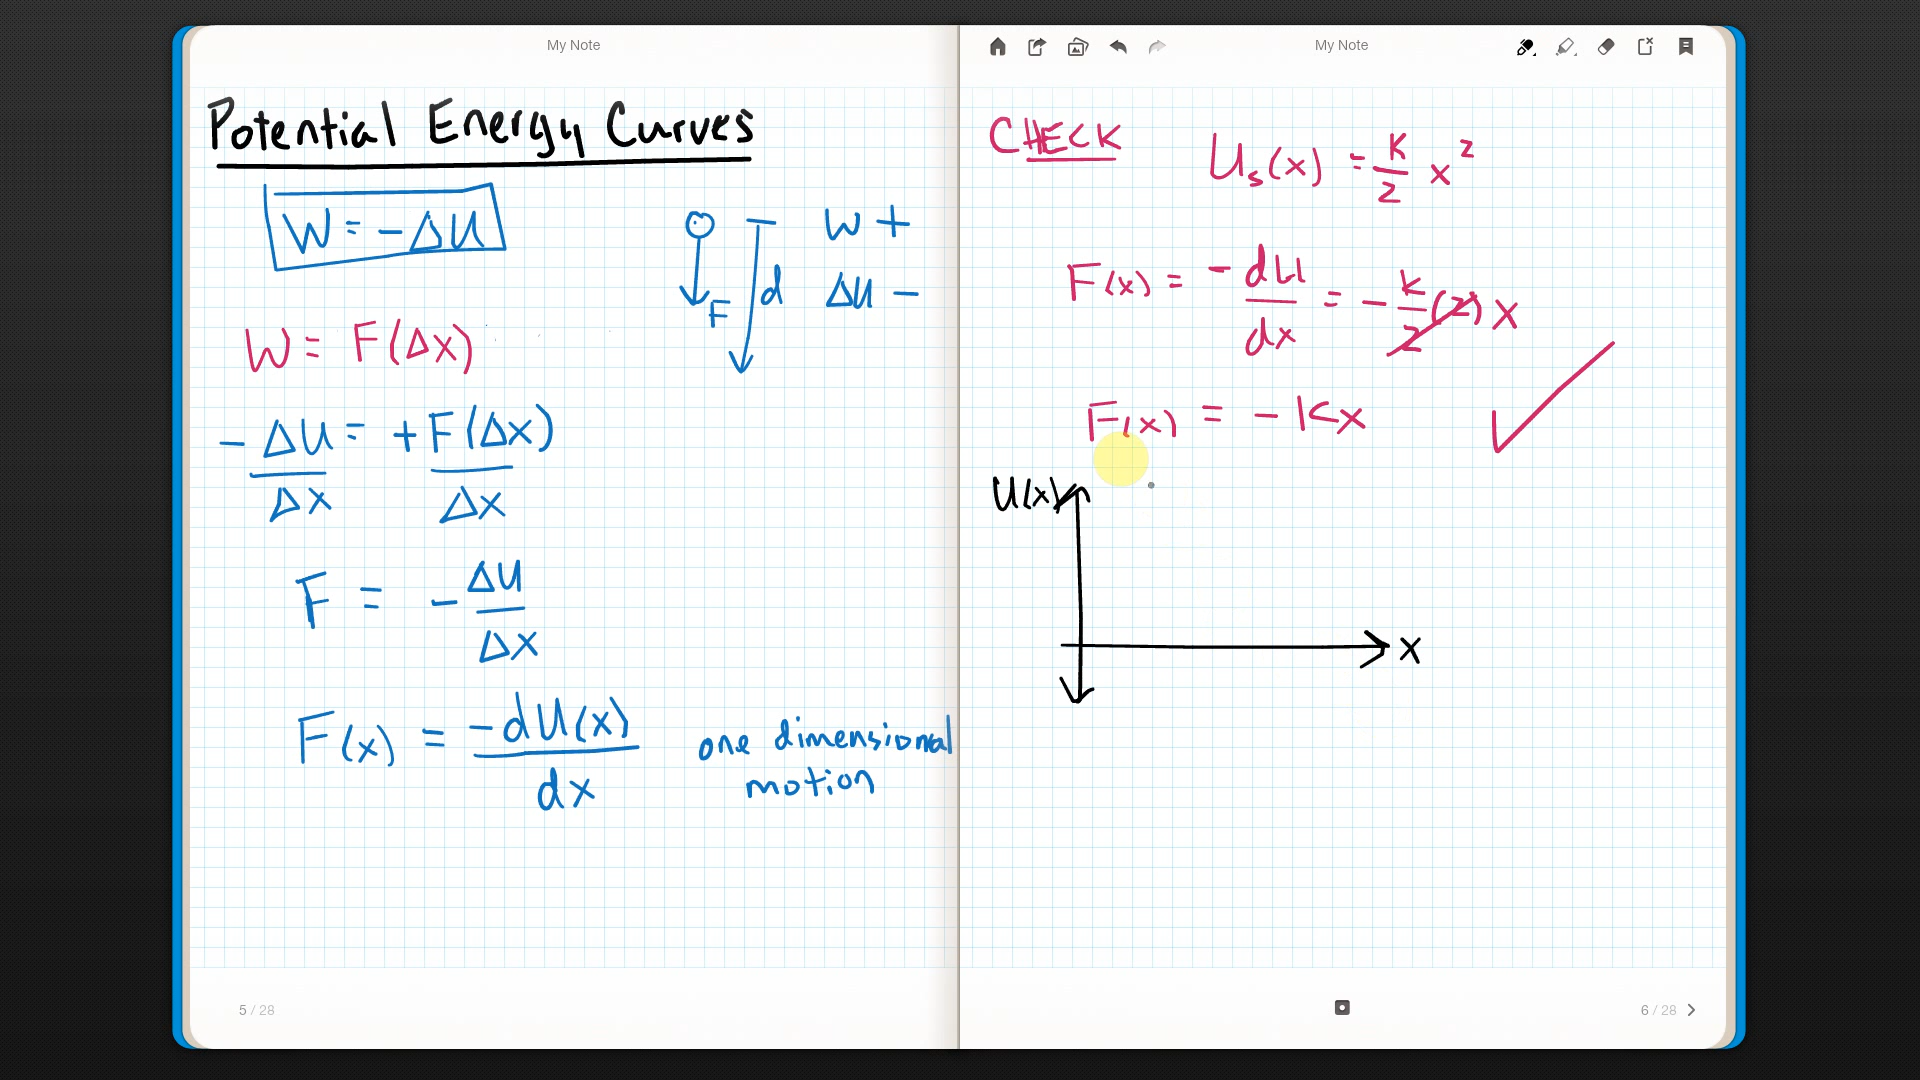 My Note
Potential Energy Curves
W = -ΔU
W +
F
d
ΔU -
W = F(Δx)
-ΔU/Δx = +F(Δx)/Δx
F = -ΔU/Δx
F(x) = -dU(x)/dx
one dimensional
motion
5 / 28
My Note
CHECK
Us(x) = k/2 x²
F(x) = -dU/dx = -k/2(2)x
F(x) = -Kx
U(x)
x
6 / 28